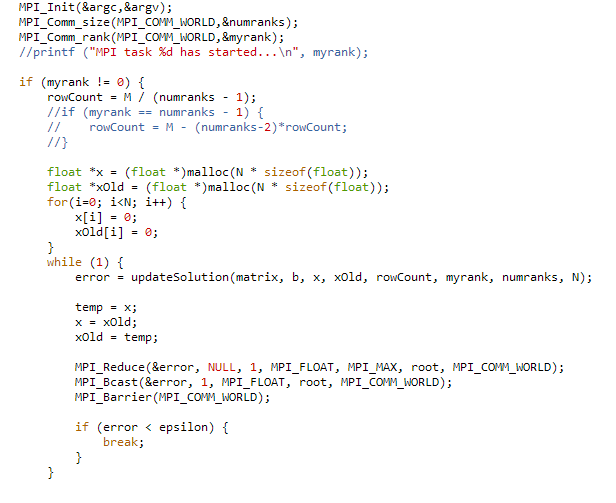 MPI_Init(&argc,&argv);
MPI_Comm_size(MPI_COMM_WORLD,&numranks);
MPI_Comm_rank(MPI_COMM_WORLD,&myrank);
//printf ("MPI task %d has started...\n", myrank);
if (myrank != 0) {
rowCount = M / (numranks - 1);
//if (myrank == numranks - 1) {
//    rowCount = M - (numranks-2)*rowCount;
//}
float *x = (float *)malloc(N * sizeof(float));
float *xOld = (float *)malloc(N * sizeof(float));
for(i=0; i<N; i++) {
x[i] = 0;
xOld[i] = 0;
}
while (1) {
error = updateSolution(matrix, b, x, xOld, rowCount, myrank, numranks, N);
temp = x;
x = xOld;
xOld = temp;
MPI_Reduce(&error, NULL, 1, MPI_FLOAT, MPI_MAX, root, MPI_COMM_WORLD);
MPI_Bcast(&error, 1, MPI_FLOAT, root, MPI_COMM_WORLD);
MPI_Barrier(MPI_COMM_WORLD);
if (error < epsilon) {
break;
}
}